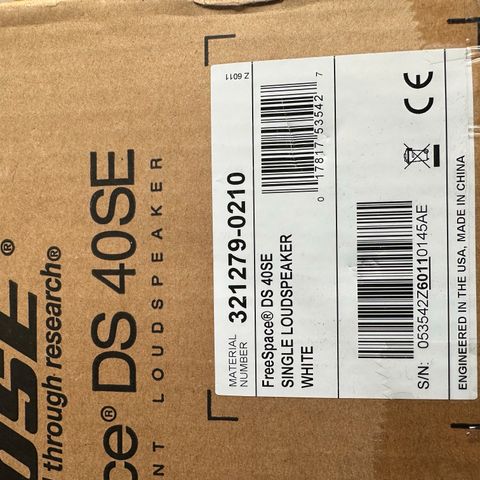 OSE®
through research®
ce® DS 40SE
NT LOUDSPEAKER
MATERIAL
NUMBER 321279-0210
FreeSpace® DS 40SE
SINGLE LOUDSPEAKER
WHITE
Z 6011
0 17817 53542 7
S/N: 053542Z60110145AE
CE
ENGINEERED IN THE USA, MADE IN CHINA